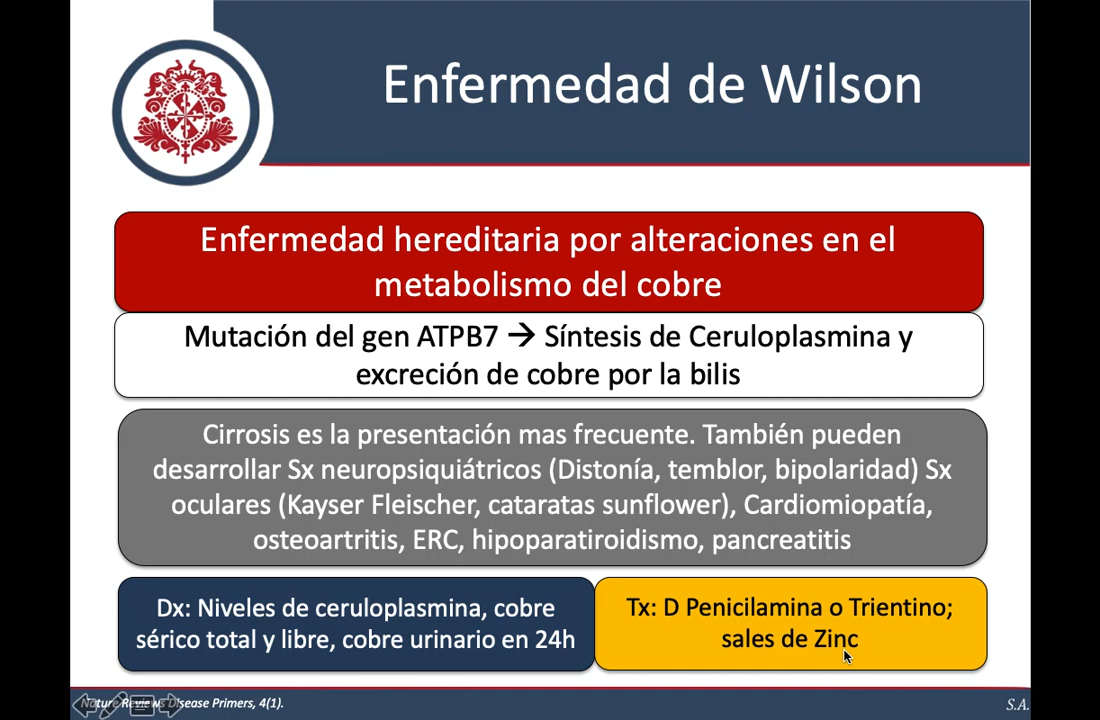 Enfermedad de Wilson
Enfermedad hereditaria por alteraciones en el
metabolismo del cobre
Mutación del gen ATPB7 → Síntesis de Ceruloplasmina y
excreción de cobre por la bilis
Cirrosis es la presentación mas frecuente. También pueden
desarrollar Sx neuropsiquiátricos (Distonía, temblor, bipolaridad) Sx
oculares (Kayser Fleischer, cataratas sunflower), Cardiomiopatía,
osteoartritis, ERC, hipoparatiroidismo, pancreatitis
Dx: Niveles de ceruloplasmina, cobre
sérico total y libre, cobre urinario en 24h
Tx: D Penicilamina o Trientino;
sales de Zinc
Nature Reviews Disease Primers, 4(1).
S.A.